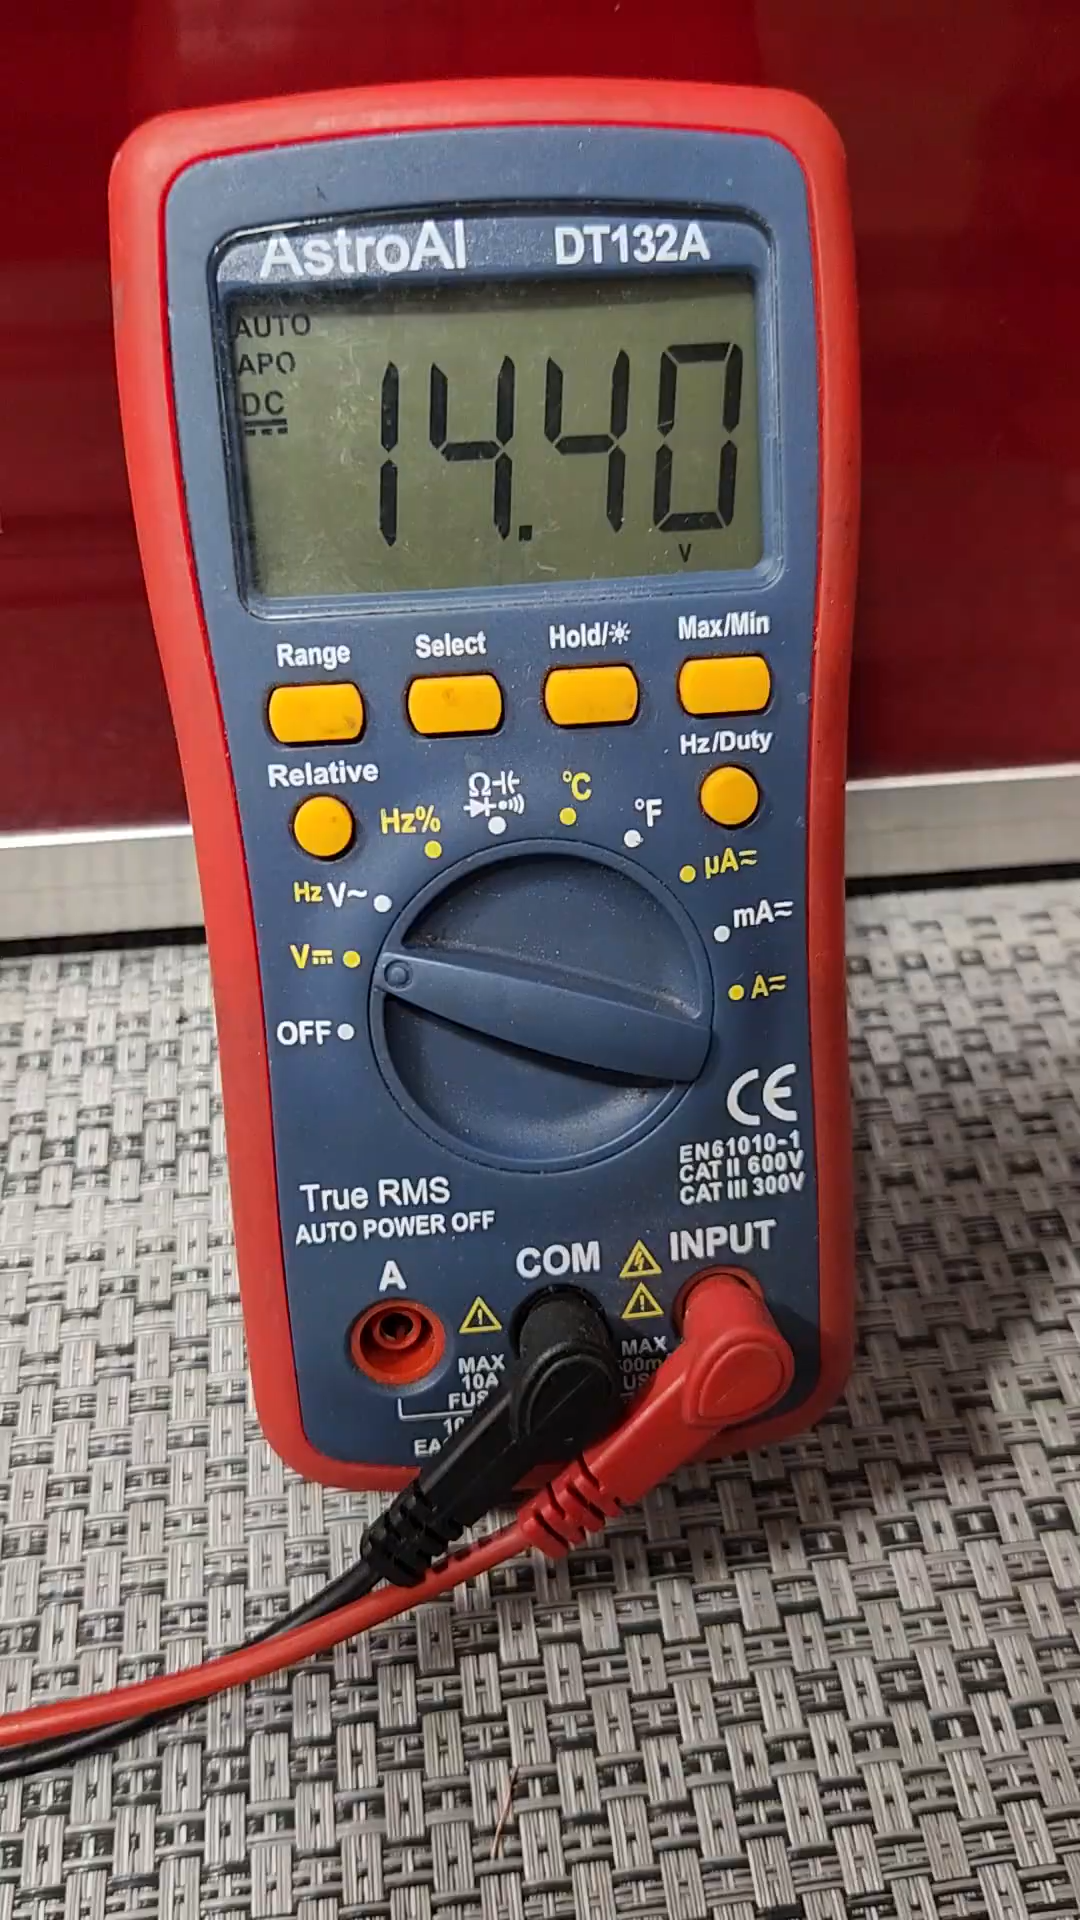 AstroAI DT132A
AUTO
APO
DC
14.40
V
Range Select Hold/ Max/Min
Relative Hz/Duty
Hz% Ω °C °F
Hz V~ μA
V mA
OFF A
CE
EN61010-1
CAT II 600V
CAT III 300V
True RMS
AUTO POWER OFF
A COM INPUT
MAX
10A
MAX